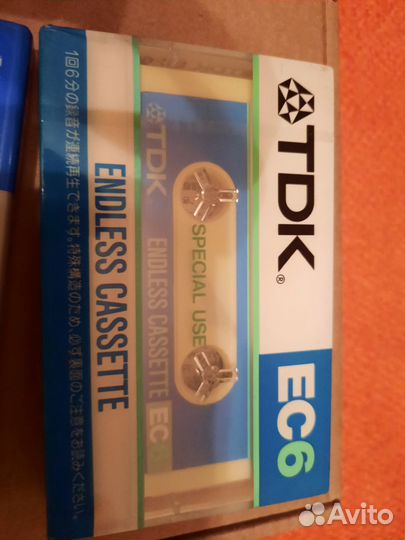 TDK®
EC6
TDK
SPECIAL USE
ENDLESS CASSETTE EC
ENDLESS CASSETTE
1回6分の録音が連続再生できます。特殊構造のため、必ず裏面のご注意をお読みください。
Avito